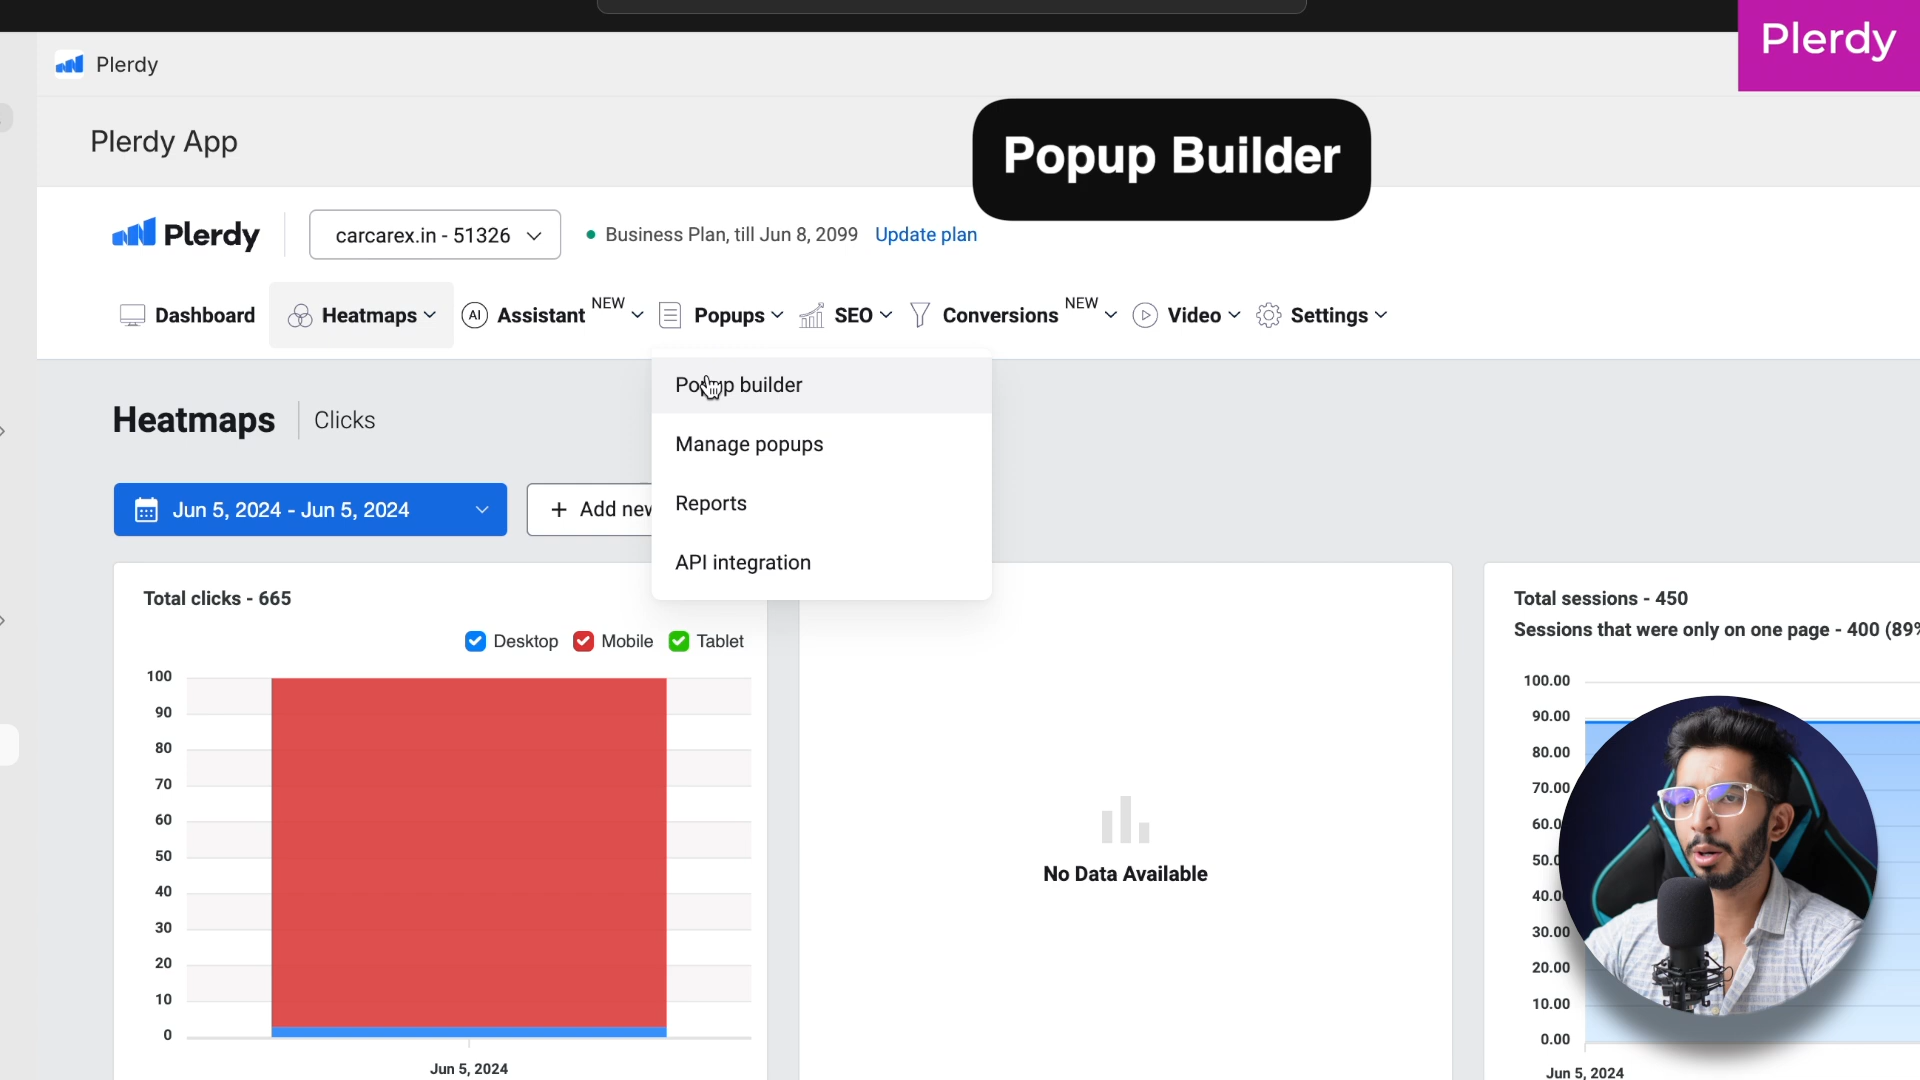 Plerdy
Plerdy
Plerdy App
Popup Builder
Plerdy
carcarex.in - 51326
Business Plan, till Jun 8, 2099
Update plan
Dashboard
Heatmaps
AI
Assistant
NEW
Popups
SEO
Conversions
NEW
Video
Settings
Heatmaps
Clicks
Popup builder
Manage popups
Reports
API integration
Jun 5, 2024 - Jun 5, 2024
+ Add new
Total clicks - 665
Desktop
Mobile
Tablet
100
90
80
70
60
50
40
30
20
10
0
Jun 5, 2024
No Data Available
Total sessions - 450
Sessions that were only on one page - 400 (89%
100.00
90.00
80.00
70.00
60.0
50.0
40.0
30.00
20.00
10.00
0.00
Jun 5, 2024